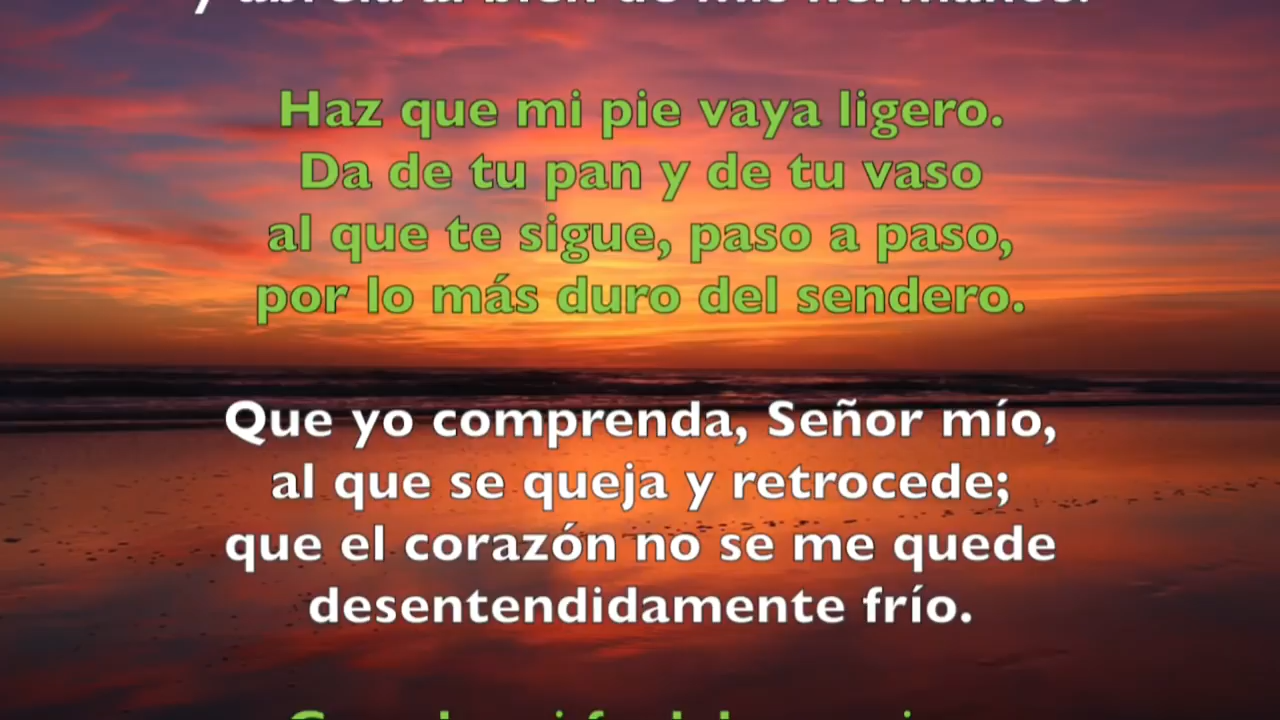 Haz que mi pie vaya ligero.
Da de tu pan y de tu vaso
al que te sigue, paso a paso,
por lo más duro del sendero.
Que yo comprenda, Señor mío,
al que se queja y retrocede;
que el corazón no se me quede
desentendidamente frío.